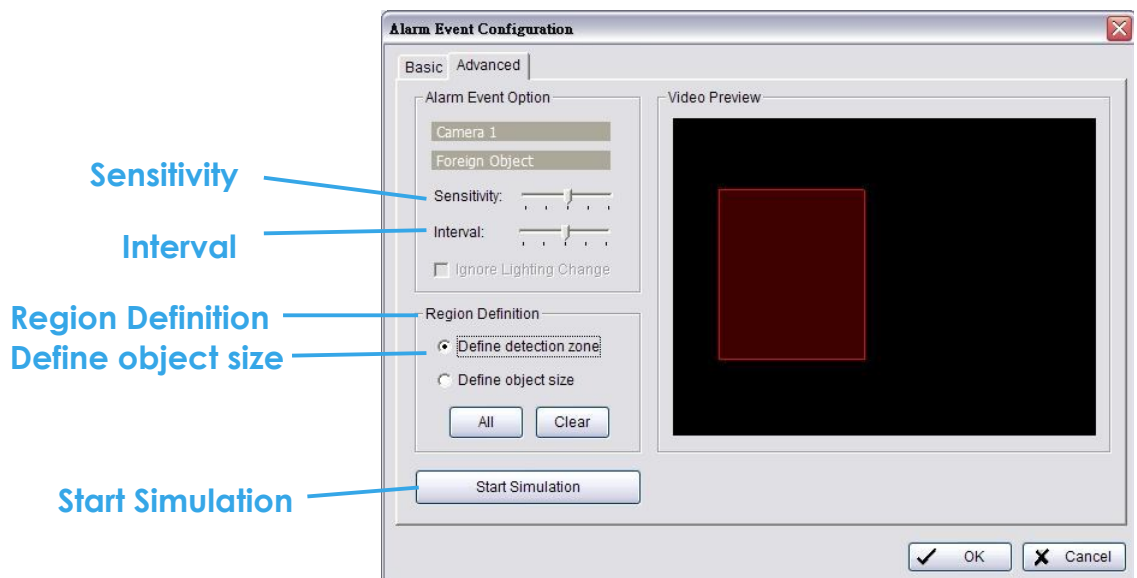 Alarm Event Configuration
Basic
Advanced
Alarm Event Option
Camera 1
Foreign Object
Sensitivity:
Interval:
Ignore Lighting Change
Region Definition
Define detection zone
Define object size
All
Clear
Start Simulation
Video Preview
OK
Cancel
Sensitivity
Interval
Region Definition
Define object size
Start Simulation